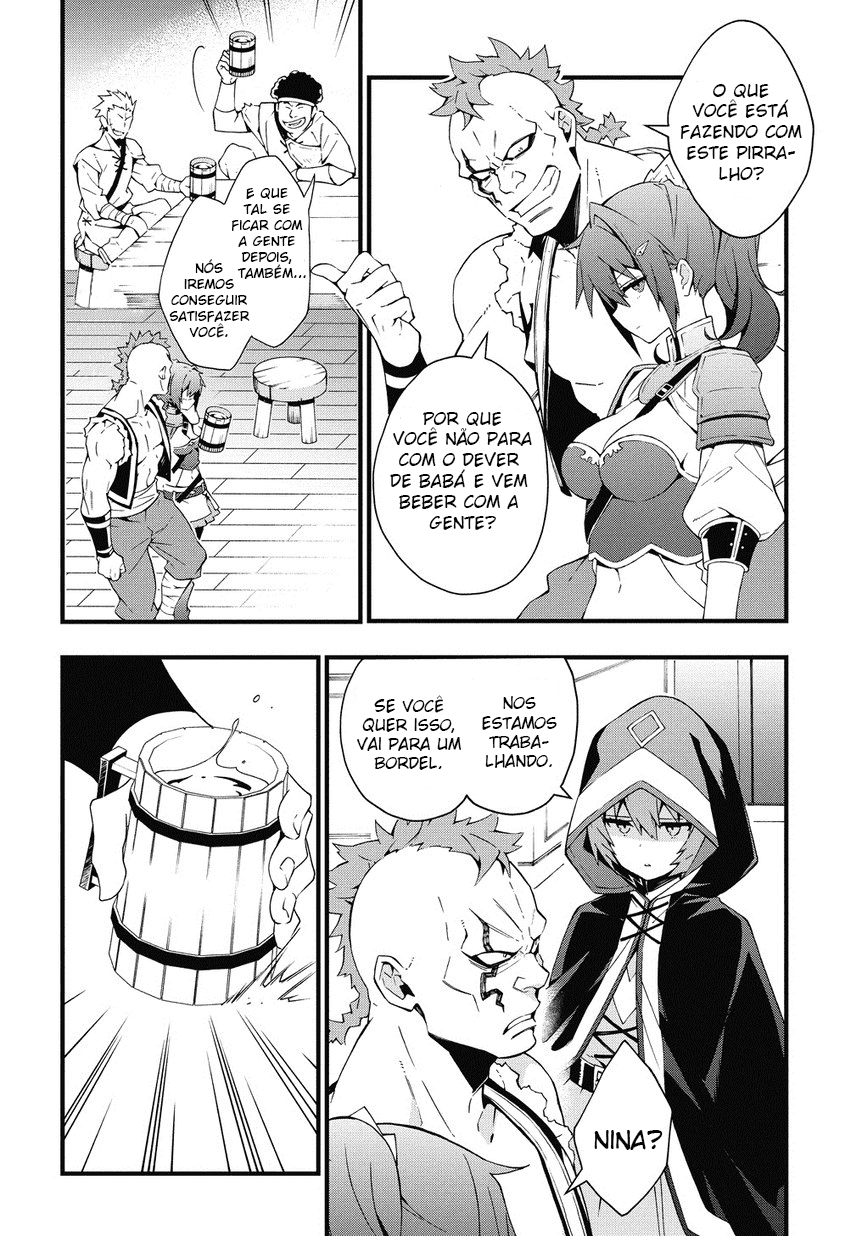 O QUE
VOCÊ ESTÁ
FAZENDO COM
ESTE PIRRA-
LHO?
POR QUE
VOCÊ NÃO PARA
COM O DEVER
DE BABÁ E VEM
BEBER COM A
GENTE?
E QUE
TAL SE
FICAR COM
A GENTE
DEPOIS,
TAMBÉM...
NÓS
IREMOS
CONSEGUIR
SATISFAZER
VOCÊ.
NOS
ESTAMOS
TRABA-
LHANDO.
SE VOCÊ
QUER ISSO,
VAI PARA UM
BORDEL.
NINA?